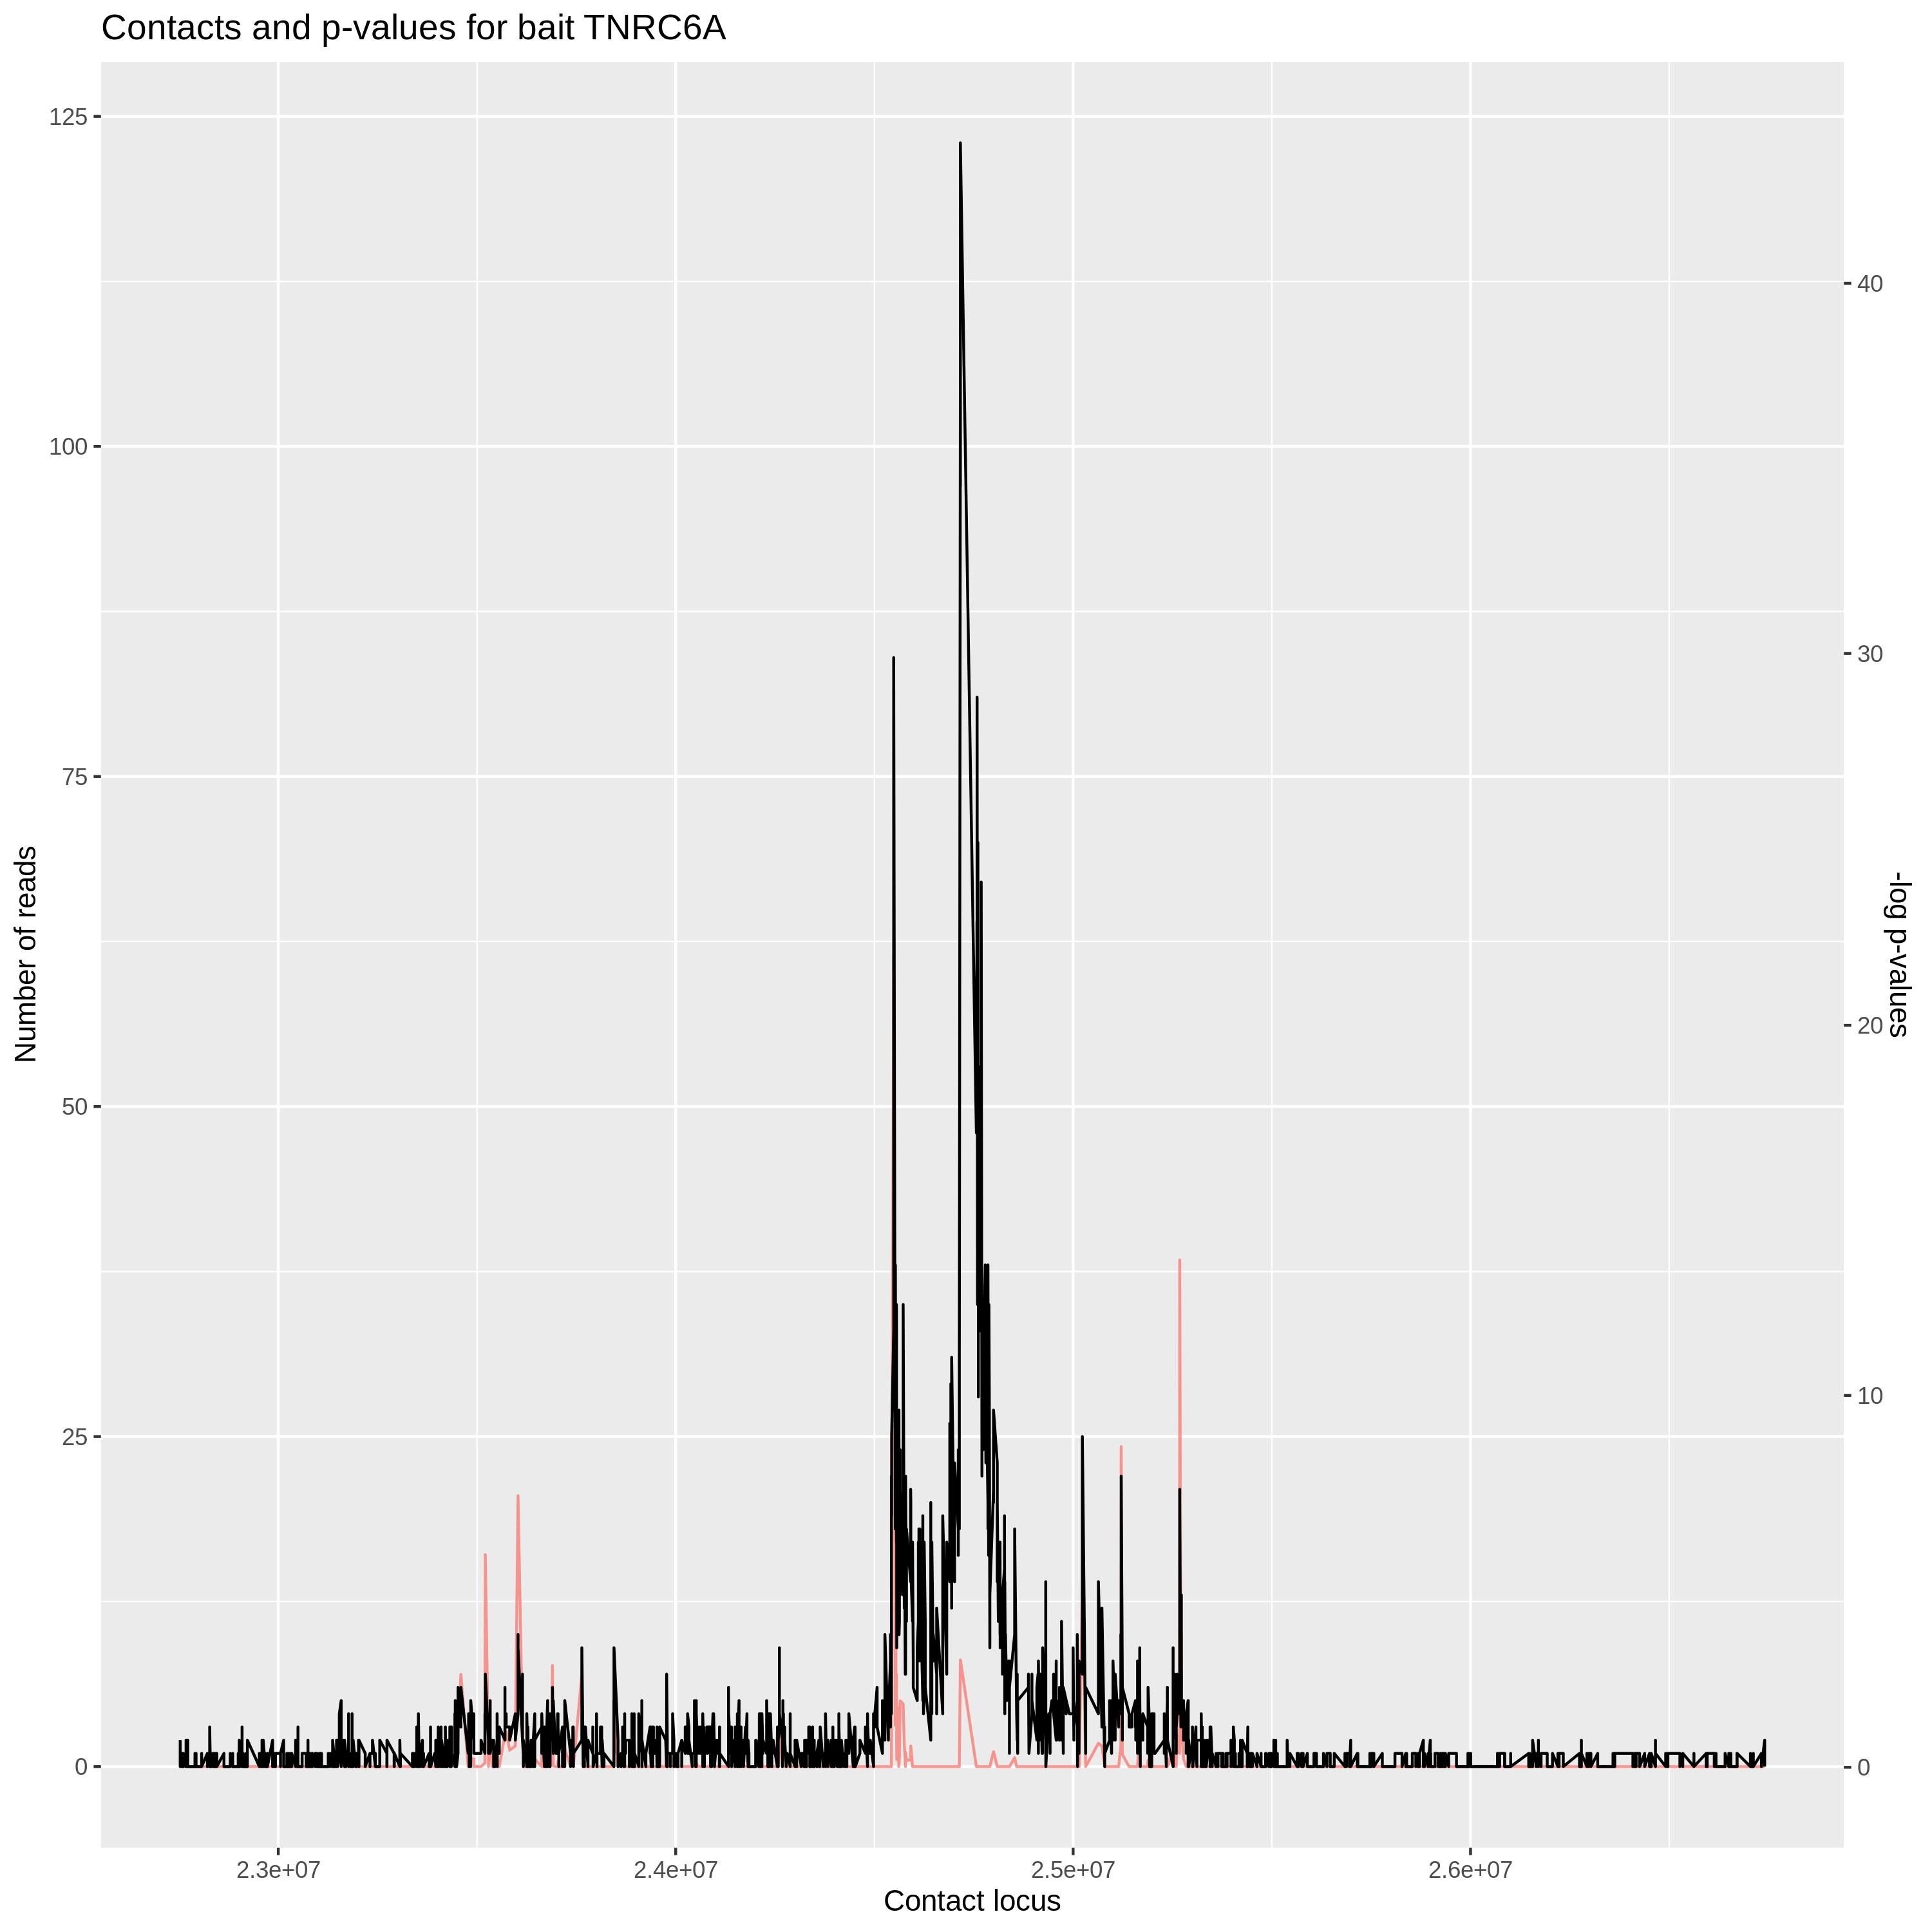 Contacts and p-values for bait TNRC6A
125
100
75
50
25
0
Number of reads
40
30
20
10
0
-log p-values
2.3e+07
2.4e+07
2.5e+07
2.6e+07
Contact locus